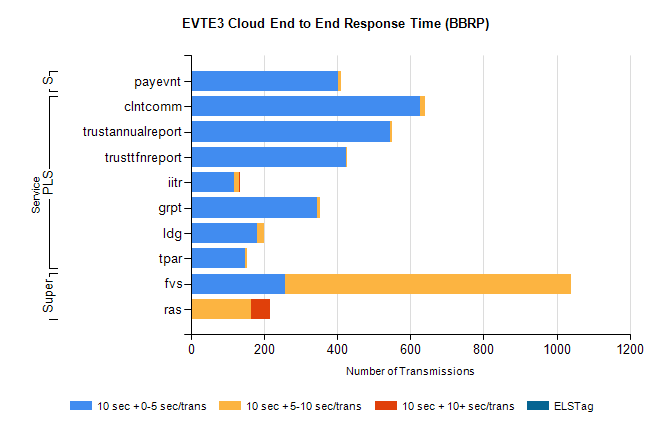 EVTE3 Cloud End to End Response Time (BBRP)
Service
S
PLS
Super
payevnt
clntcomm
trustannualreport
trusttfnreport
iitr
grpt
ldg
tpar
fvs
ras
0 200 400 600 800 1000 1200
Number of Transmissions
10 sec +0-5 sec/trans 10 sec +5-10 sec/trans 10 sec + 10+ sec/trans ELSTag